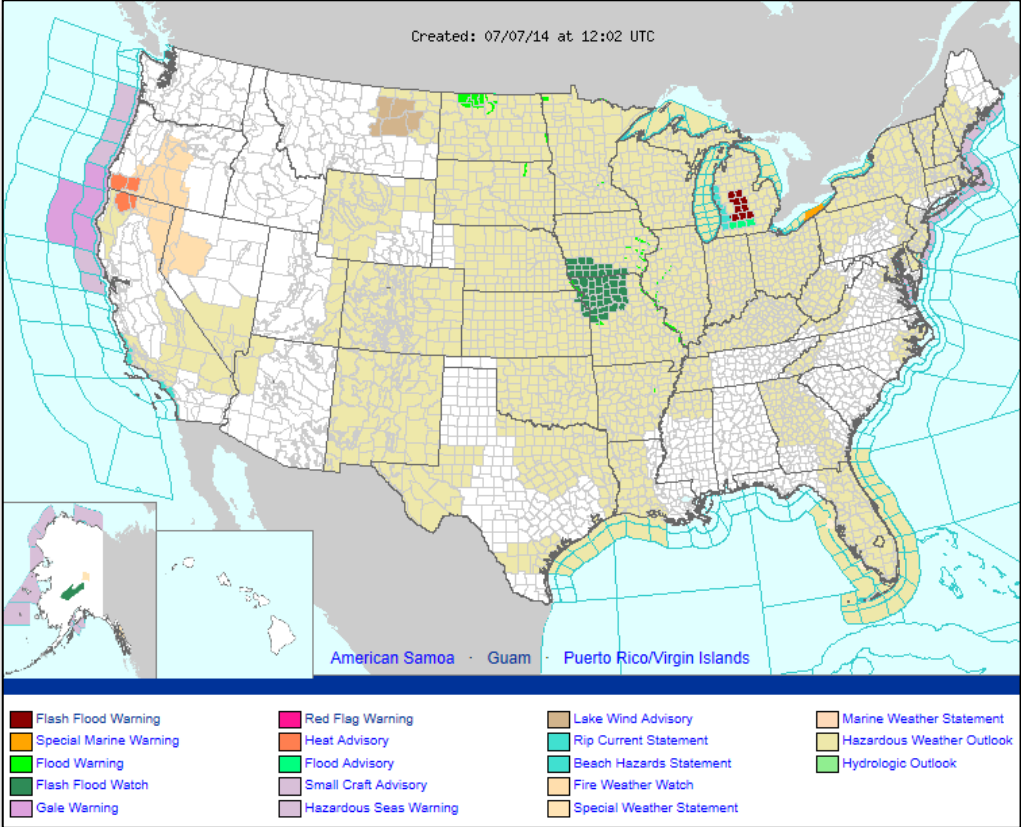 Created: 07/07/14 at 12:02 UTC
American Samoa · Guam · Puerto Rico/Virgin Islands
Flash Flood Warning
Special Marine Warning
Flood Warning
Flash Flood Watch
Gale Warning
Red Flag Warning
Heat Advisory
Flood Advisory
Small Craft Advisory
Hazardous Seas Warning
Lake Wind Advisory
Rip Current Statement
Beach Hazards Statement
Fire Weather Watch
Special Weather Statement
Marine Weather Statement
Hazardous Weather Outlook
Hydrologic Outlook